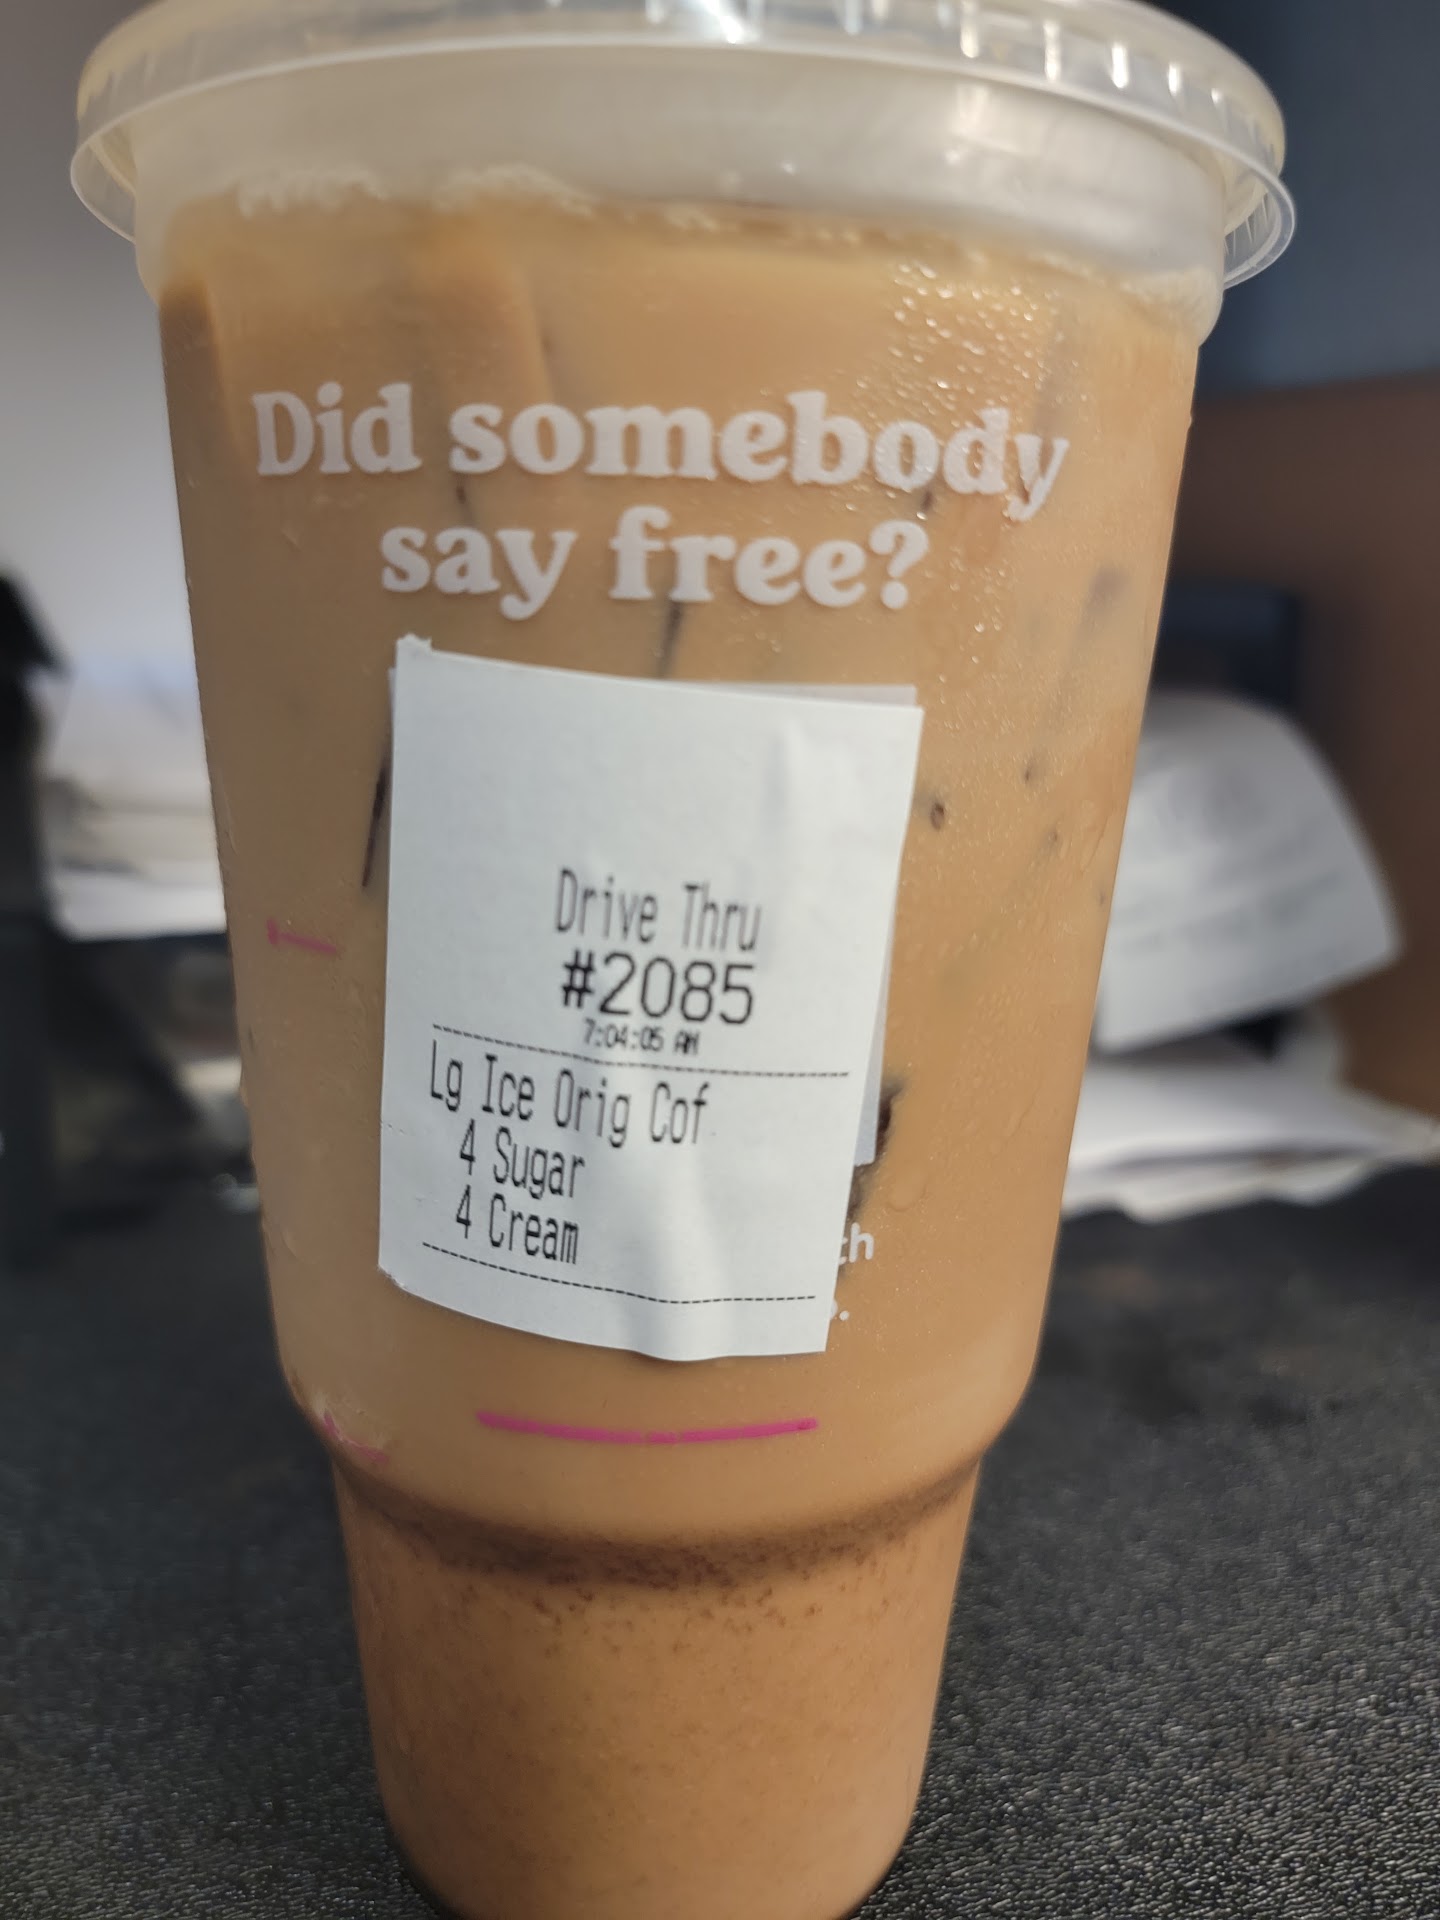 Did somebody
say free?
Drive Thru
#2085
7:04:05 AM
Lg Ice Orig Cof
4 Sugar
4 Cream